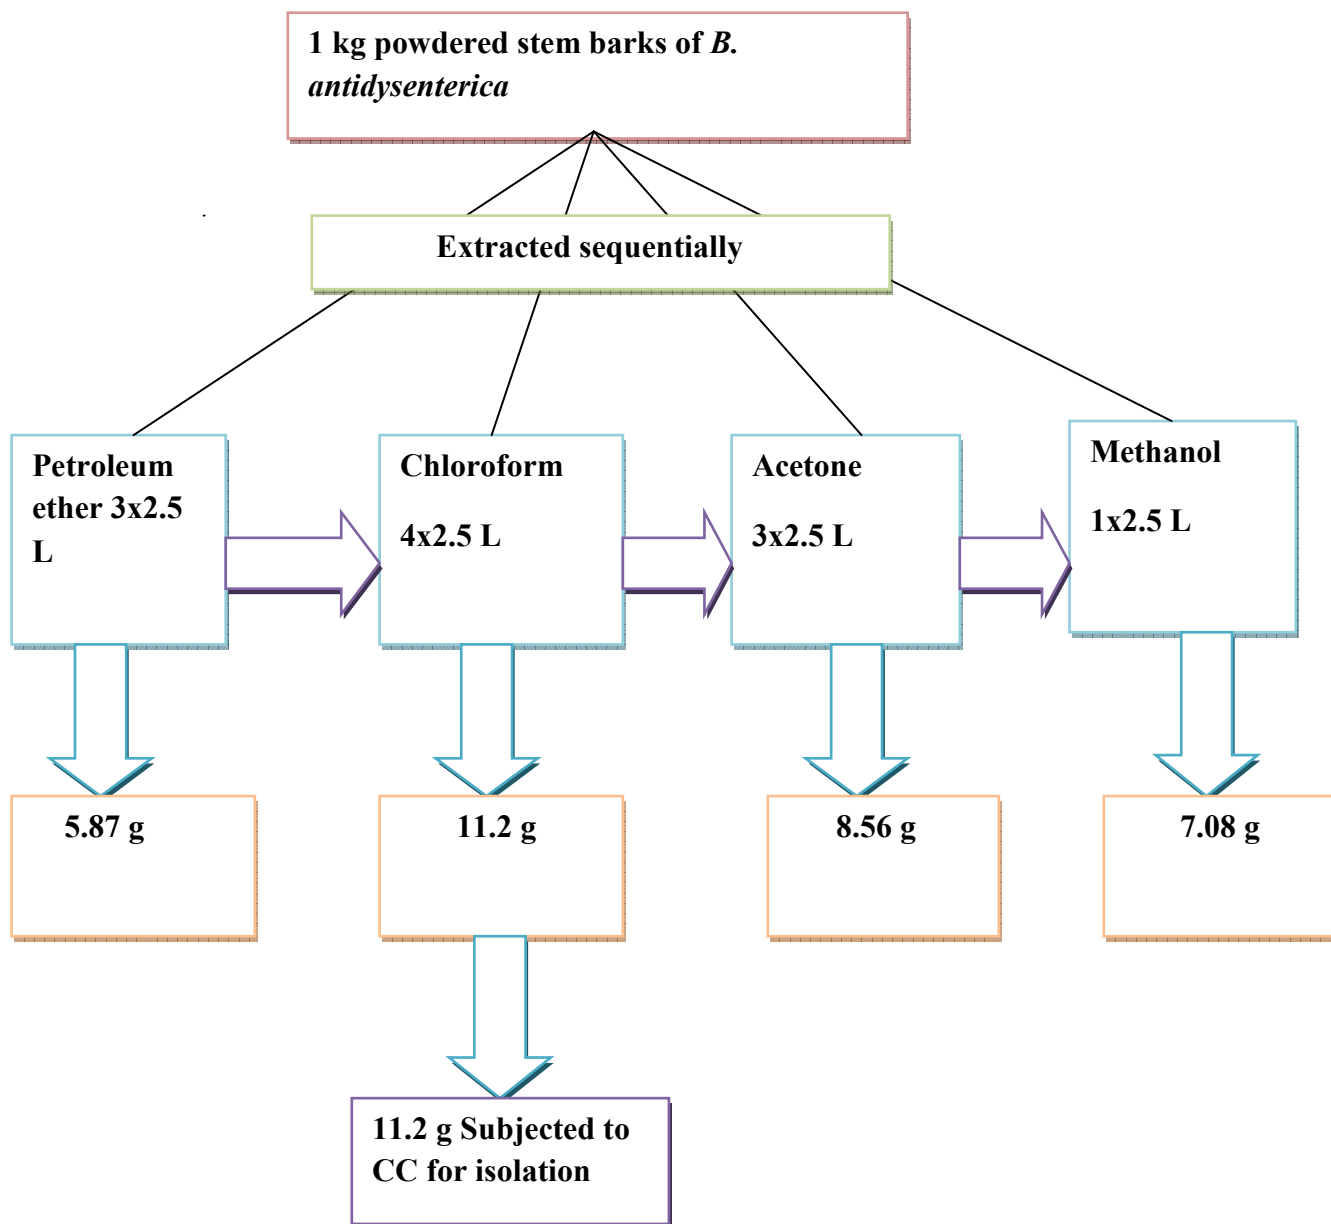 1 kg powdered stem barks of B.
antidysenterica
Extracted sequentially
Petroleum
ether 3x2.5
L
Chloroform
4x2.5 L
Acetone
3x2.5 L
Methanol
1x2.5 L
5.87 g
11.2 g
8.56 g
7.08 g
11.2 g Subjected to
CC for isolation